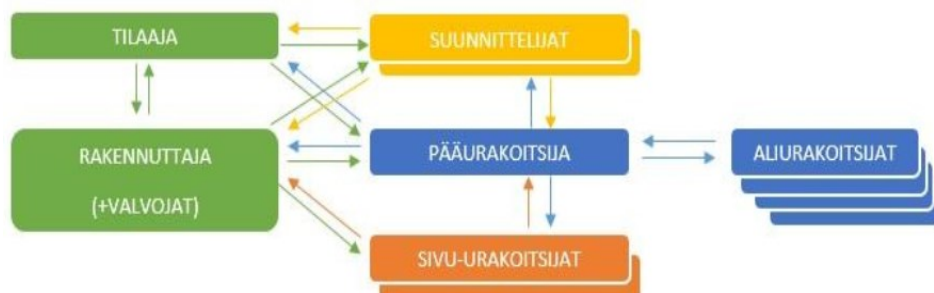 TILAAJA
SUUNNITTELIJAT
RAKENNUTTAJA
(+VALVOJAT)
PÄÄURAKOITSIJA
ALIURAKOITSIJAT
SIVU-URAKOITSIJAT